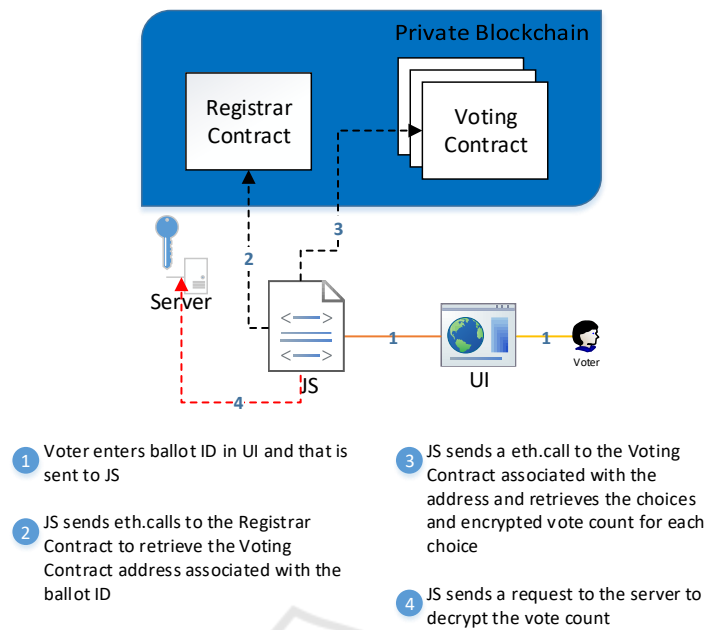 Private Blockchain
Registrar
Contract
Voting
Contract
3
2
Server
1
1
Voter
JS
UI
4
1 Voter enters ballot ID in UI and that is
sent to JS
2 JS sends eth.calls to the Registrar
Contract to retrieve the Voting
Contract address associated with the
ballot ID
3 JS sends a eth.call to the Voting
Contract associated with the
address and retrieves the choices
and encrypted vote count for each
choice
4 JS sends a request to the server to
decrypt the vote count